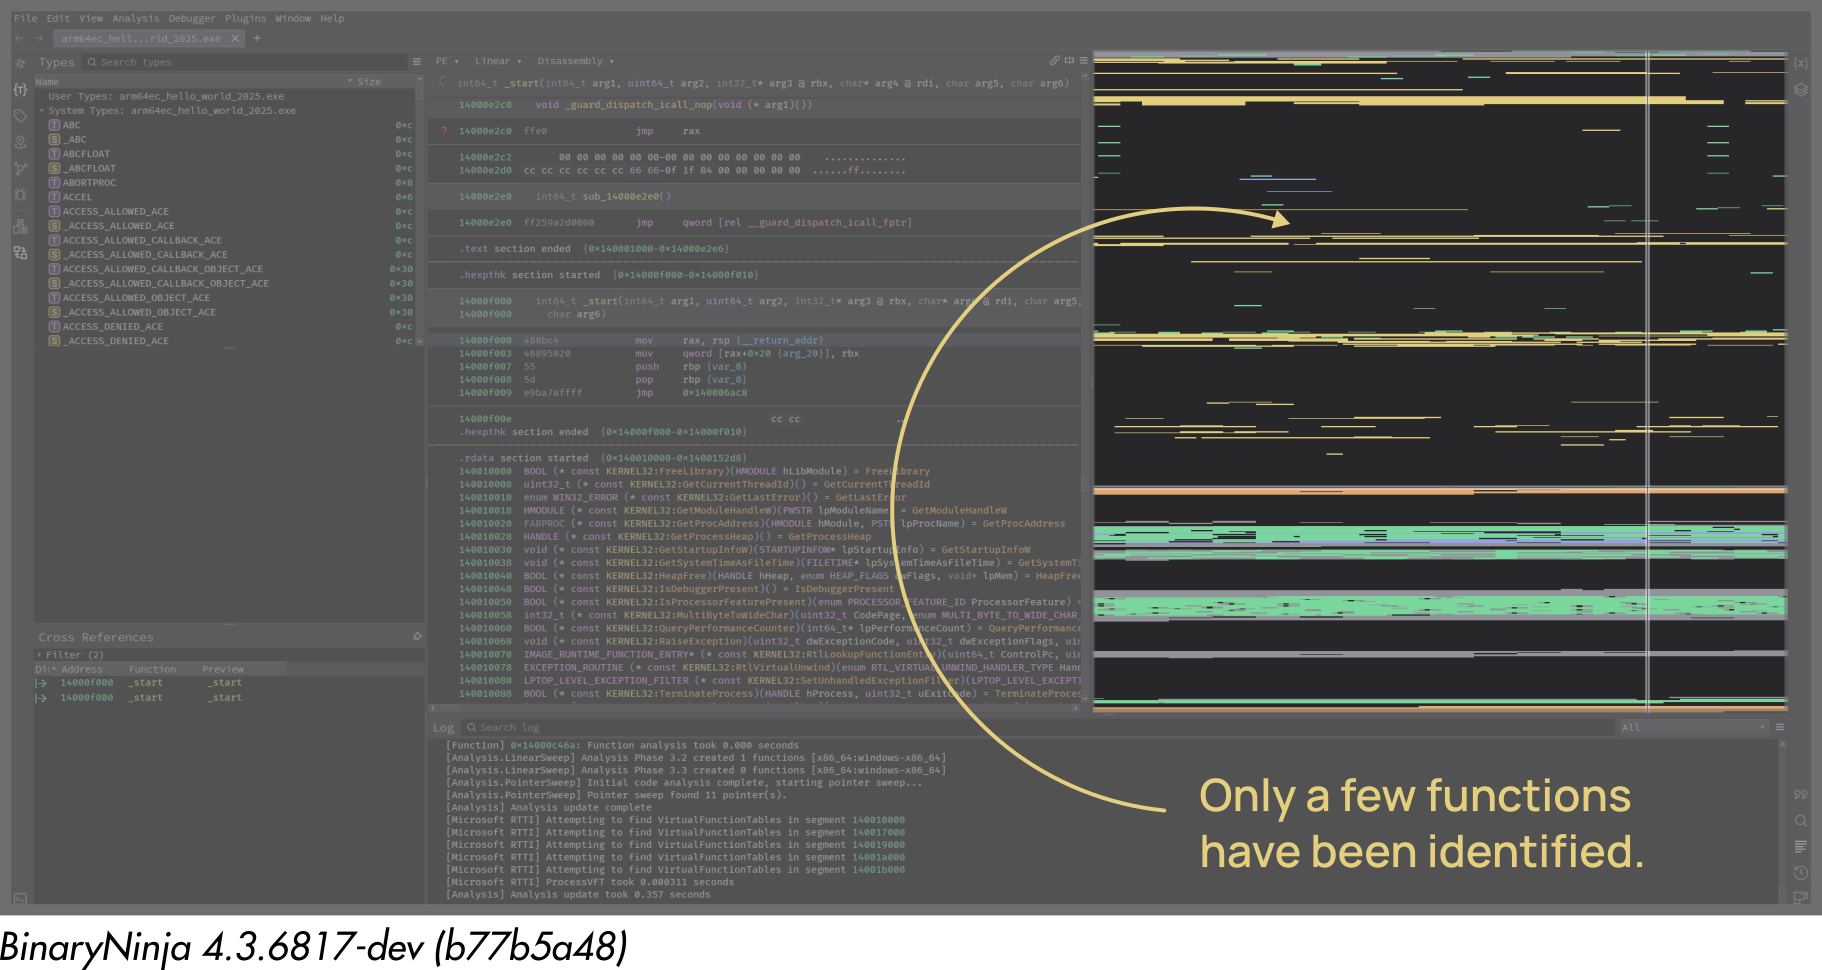 File Edit View Analysis Debugger Plugins Window Help
arm64ec_hell...rld_2025.exe × +
Types Search types
Name Size
User Types: arm64ec_hello_world_2025.exe
System Types: arm64ec_hello_world_2025.exe
T ABC 0×c
S _ABC 0×c
T ABCFLOAT 0×c
S _ABCFLOAT 0×c
T ABORTPROC 0×8
T ACCEL 0×6
T ACCESS_ALLOWED_ACE 0×c
S _ACCESS_ALLOWED_ACE 0×c
T ACCESS_ALLOWED_CALLBACK_ACE 0×c
S _ACCESS_ALLOWED_CALLBACK_ACE 0×c
T ACCESS_ALLOWED_CALLBACK_OBJECT_ACE 0×30
S _ACCESS_ALLOWED_CALLBACK_OBJECT_ACE 0×30
T ACCESS_ALLOWED_OBJECT_ACE 0×30
S _ACCESS_ALLOWED_OBJECT_ACE 0×30
T ACCESS_DENIED_ACE 0×c
S _ACCESS_DENIED_ACE 0×c
Cross References
Filter (2)
Address Function Preview
14000f000 _start _start
14000f000 _start _start
PE Linear Disassembly
int64_t _start(int64_t arg1, uint64_t arg2, int32_t* arg3 @ rbx, char* arg4 @ rdi, char arg5, char arg6)
14000e2c0 void _guard_dispatch_icall_nop(void (* arg1)())
? 14000e2c0 ffe0 jmp rax
14000e2c2 00 00 00 00 00 00-00 00 00 00 00 00 00 00 ..............
14000e2d0 cc cc cc cc cc cc 66 66-0f 1f 84 00 00 00 00 00 ......ff........
14000e2e0 int64_t sub_14000e2e0()
14000e2e0 ff259a2d0000 jmp qword [rel __guard_dispatch_icall_fptr]
.text section ended {0×140001000-0×14000e2e6}
.hexpthk section started {0×14000f000-0×14000f010}
14000f000 int64_t _start(int64_t arg1, uint64_t arg2, int32_t* arg3 @ rbx, char* arg @ rdi, char arg5,
14000f000 char arg6)
14000f000 488bc4 mov rax, rsp {__return_addr}
14000f003 48895820 mov qword [rax+0×20 {arg_20}], rbx
14000f007 55 push rbp {var_8}
14000f008 5d pop rbp {var_8}
14000f009 e9ba7affff jmp 0×140006ac8
14000f00e cc cc ..
.hexpthk section ended {0×14000f000-0×14000f010}
.rdata section started {0×140010000-0×1400152d8}
140010000 BOOL (* const KERNEL32:FreeLibrary)(HMODULE hLibModule) = FreeLibrary
140010008 uint32_t (* const KERNEL32:GetCurrentThreadId)() = GetCurrentThreadId
140010010 enum WIN32_ERROR (* const KERNEL32:GetLastError)() = GetLastError
140010018 HMODULE (* const KERNEL32:GetModuleHandleW)(PWSTR lpModuleName = GetModuleHandleW
140010020 FARPROC (* const KERNEL32:GetProcAddress)(HMODULE hModule, PSTR lpProcName) = GetProcAddress
140010028 HANDLE (* const KERNEL32:GetProcessHeap)() = GetProcessHeap
140010030 void (* const KERNEL32:GetStartupInfoW)(STARTUPINFOW* lpStartupInfo) = GetStartupInfoW
140010038 void (* const KERNEL32:GetSystemTimeAsFileTime)(FILETIME* lpSystemTimeAsFileTime) = GetSystemTi
140010040 BOOL (* const KERNEL32:HeapFree)(HANDLE hHeap, enum HEAP_FLAGS dwFlags, void* lpMem) = HeapFree
140010048 BOOL (* const KERNEL32:IsDebuggerPresent)() = IsDebuggerPresent
140010050 BOOL (* const KERNEL32:IsProcessorFeaturePresent)(enum PROCESSOR_FEATURE_ID ProcessorFeature) =
140010058 int32_t (* const KERNEL32:MultiByteToWideChar)(uint32_t CodePage, enum MULTI_BYTE_TO_WIDE_CHAR_
140010060 BOOL (* const KERNEL32:QueryPerformanceCounter)(int64_t* lpPerformanceCount) = QueryPerformance
140010068 void (* const KERNEL32:RaiseException)(uint32_t dwExceptionCode, uint32_t dwExceptionFlags, uin
140010070 IMAGE_RUNTIME_FUNCTION_ENTRY* (* const KERNEL32:RtlLookupFunctionEntry)(uint64_t ControlPc, uin
140010078 EXCEPTION_ROUTINE (* const KERNEL32:RtlVirtualUnwind)(enum RTL_VIRTUAL_UNWIND_HANDLER_TYPE Hand
140010080 LPTOP_LEVEL_EXCEPTION_FILTER (* const KERNEL32:SetUnhandledExceptionFilter)(LPTOP_LEVEL_EXCEPTI
140010088 BOOL (* const KERNEL32:TerminateProcess)(HANDLE hProcess, uint32_t uExitCode) = TerminateProces
Log Search log All
[Function] 0×14000c46a: Function analysis took 0.000 seconds
[Analysis.LinearSweep] Analysis Phase 3.2 created 1 functions [x86_64:windows-x86_64]
[Analysis.LinearSweep] Analysis Phase 3.3 created 0 functions [x86_64:windows-x86_64]
[Analysis.PointerSweep] Initial code analysis complete, starting pointer sweep...
[Analysis.PointerSweep] Pointer sweep found 11 pointer(s).
[Analysis] Analysis update complete
[Microsoft RTTI] Attempting to find VirtualFunctionTables in segment 140010000
[Microsoft RTTI] Attempting to find VirtualFunctionTables in segment 140017000
[Microsoft RTTI] Attempting to find VirtualFunctionTables in segment 140019000
[Microsoft RTTI] Attempting to find VirtualFunctionTables in segment 14001a000
[Microsoft RTTI] Attempting to find VirtualFunctionTables in segment 14001b000
[Microsoft RTTI] ProcessVFT took 0.000311 seconds
[Analysis] Analysis update took 0.357 seconds
Only a few functions
have been identified.
BinaryNinja 4.3.6817-dev (b77b5a48)